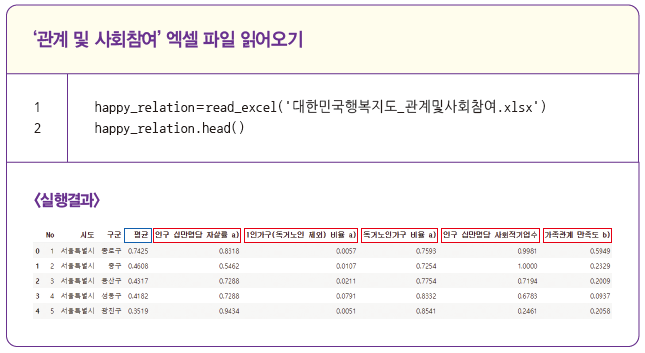 '관계 및 사회참여' 엑셀 파일 읽어오기
1 happy_relation=read_excel('대한민국행복지도_관계및사회참여.xlsx')
2 happy_relation.head()
<실행결과>
No 시도 구군 평균 인구 십만명당 자살률 a) 1인가구(독거노인 제외) 비율 a) 독거노인가구 비율 a) 인구 십만명당 사회적기업수 가족관계 만족도 b)
0 1 서울특별시 종로구 0.7425 0.8318 0.0057 0.7593 0.9981 0.5949
1 2 서울특별시 중구 0.4608 0.5462 0.0107 0.7254 1.0000 0.2329
2 3 서울특별시 용산구 0.4317 0.7288 0.0211 0.7754 0.7194 0.2009
3 4 서울특별시 성동구 0.4182 0.7288 0.0791 0.8332 0.6783 0.0937
4 5 서울특별시 광진구 0.3519 0.9434 0.0051 0.8541 0.2461 0.2058